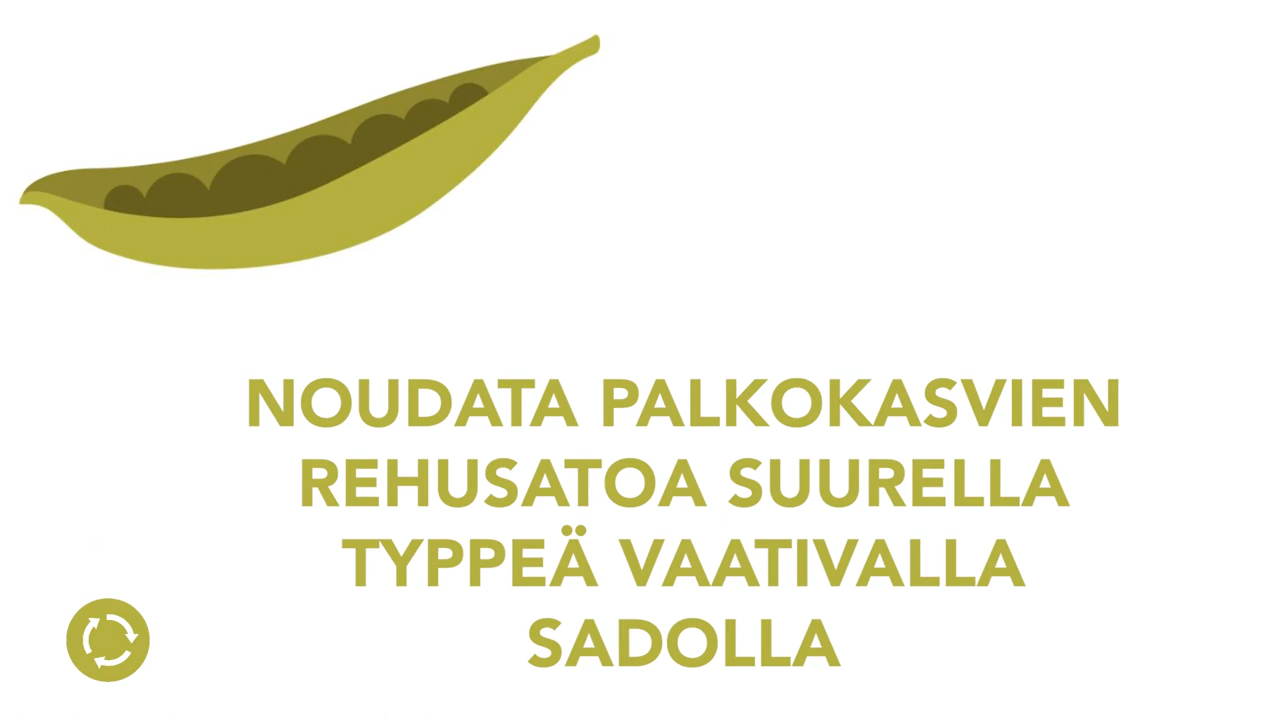 NOUDATA PALKOKASVIEN
REHUSATOA SUURELLA
TYPPEÄ VAATIVALLA
SADOLLA